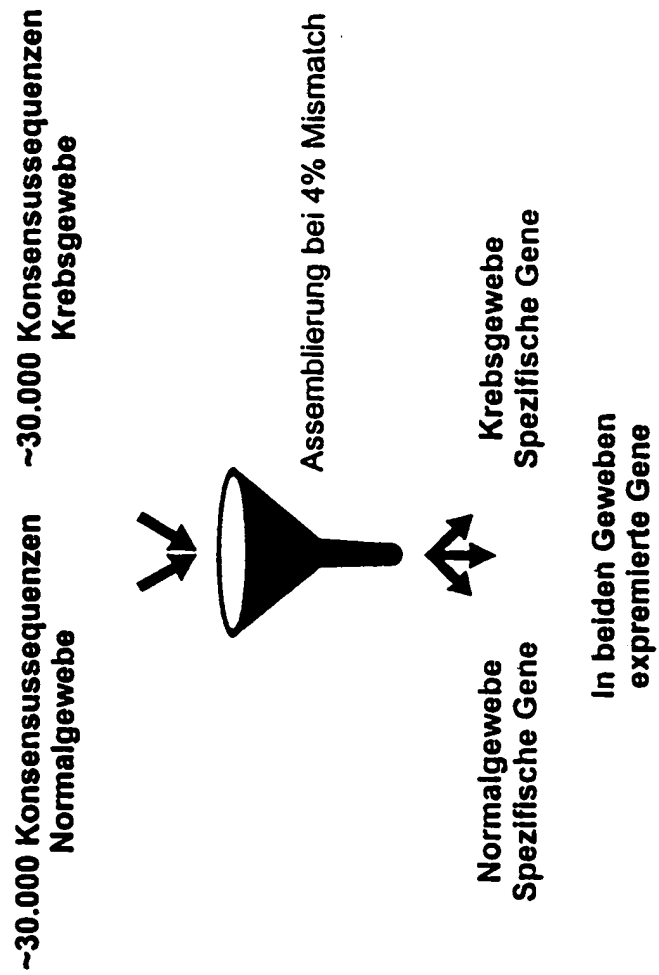 ~30.000 Konsensussequenzen
Normalgewebe
~30.000 Konsensussequenzen
Krebsgewebe
Assemblierung bei 4% Mismatch
Normalgewebe
Spezifische Gene
Krebsgewebe
Spezifische Gene
In beiden Geweben
expremierte Gene